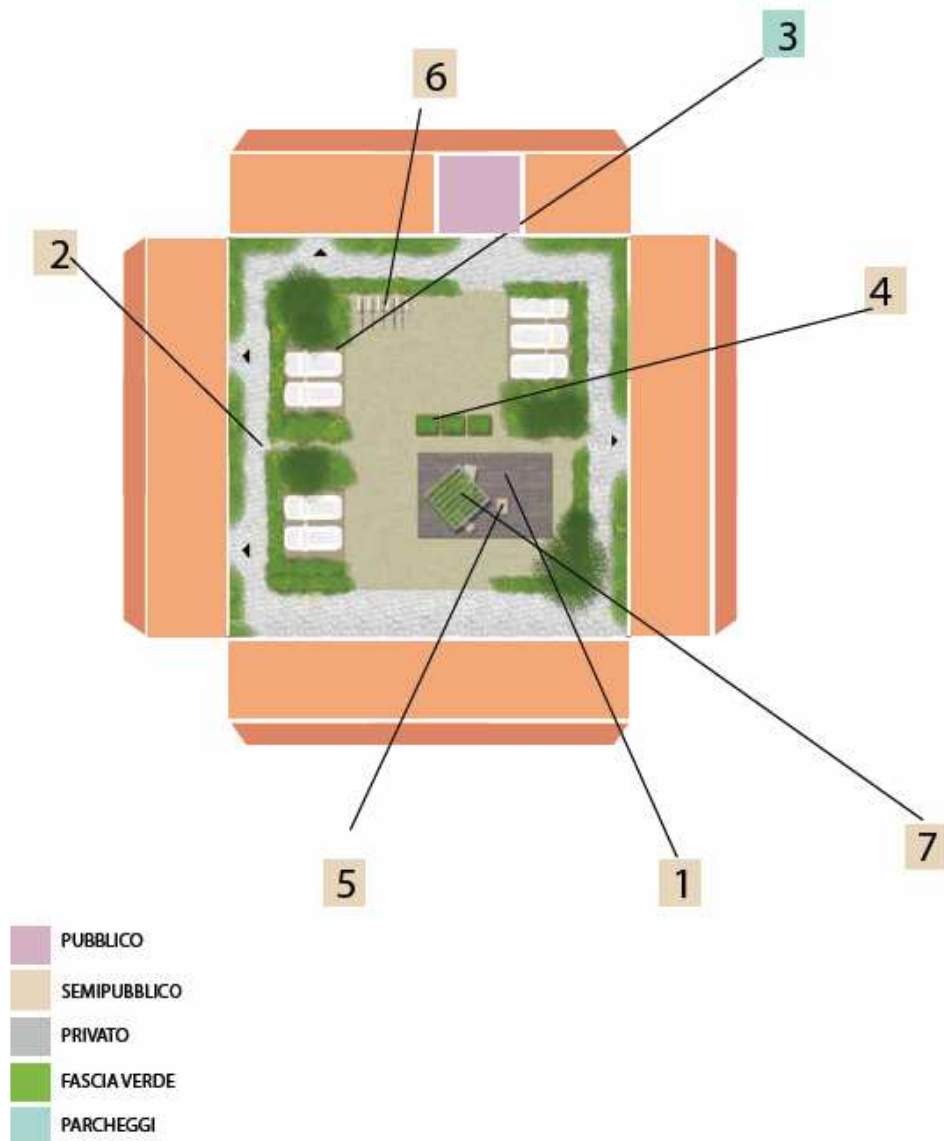 3
6
2
4
7
5
1
PUBBLICO
SEMIPUBBLICO
PRIVATO
FASCIA VERDE
PARCHEGGI